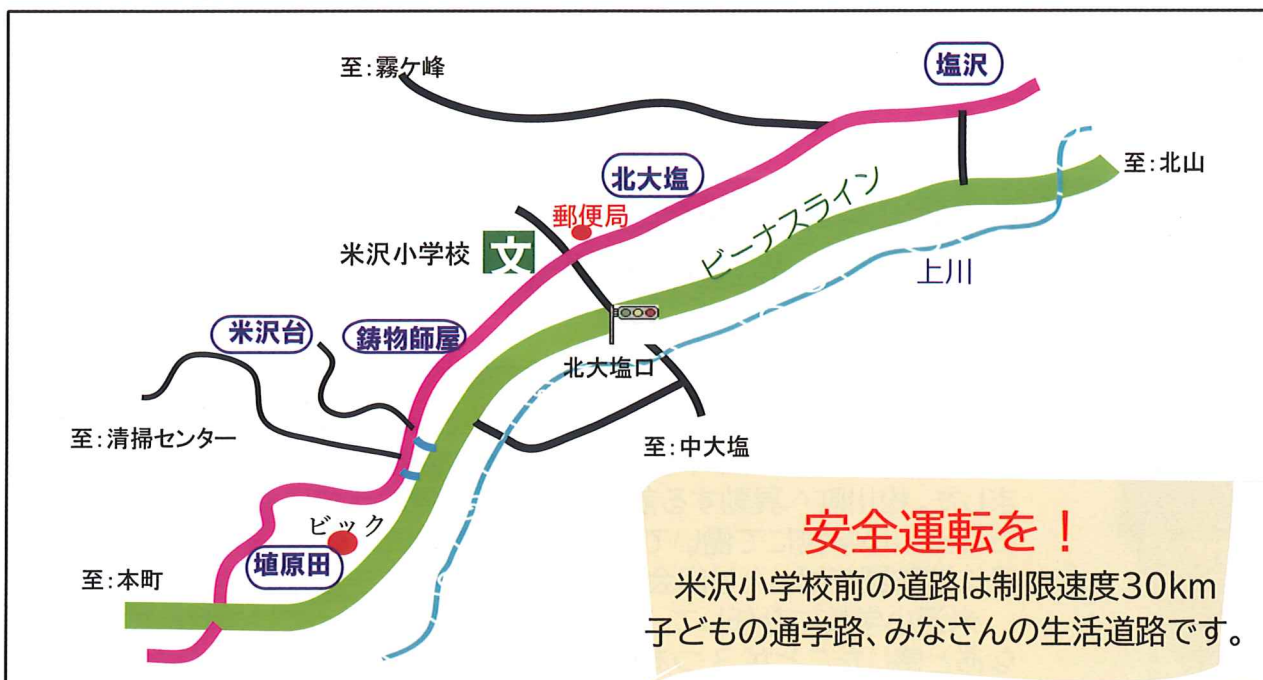 塩沢
至:霧ケ峰
至:北山
北大塩
郵便局
ビーナスライン
米沢小学校
文
上川
米沢台
鋳物師屋
北大塩口
至:清掃センター
至:中大塩
ビック
埴原田
至:本町
安全運転を!
米沢小学校前の道路は制限速度30km
子どもの通学路、みなさんの生活道路です。